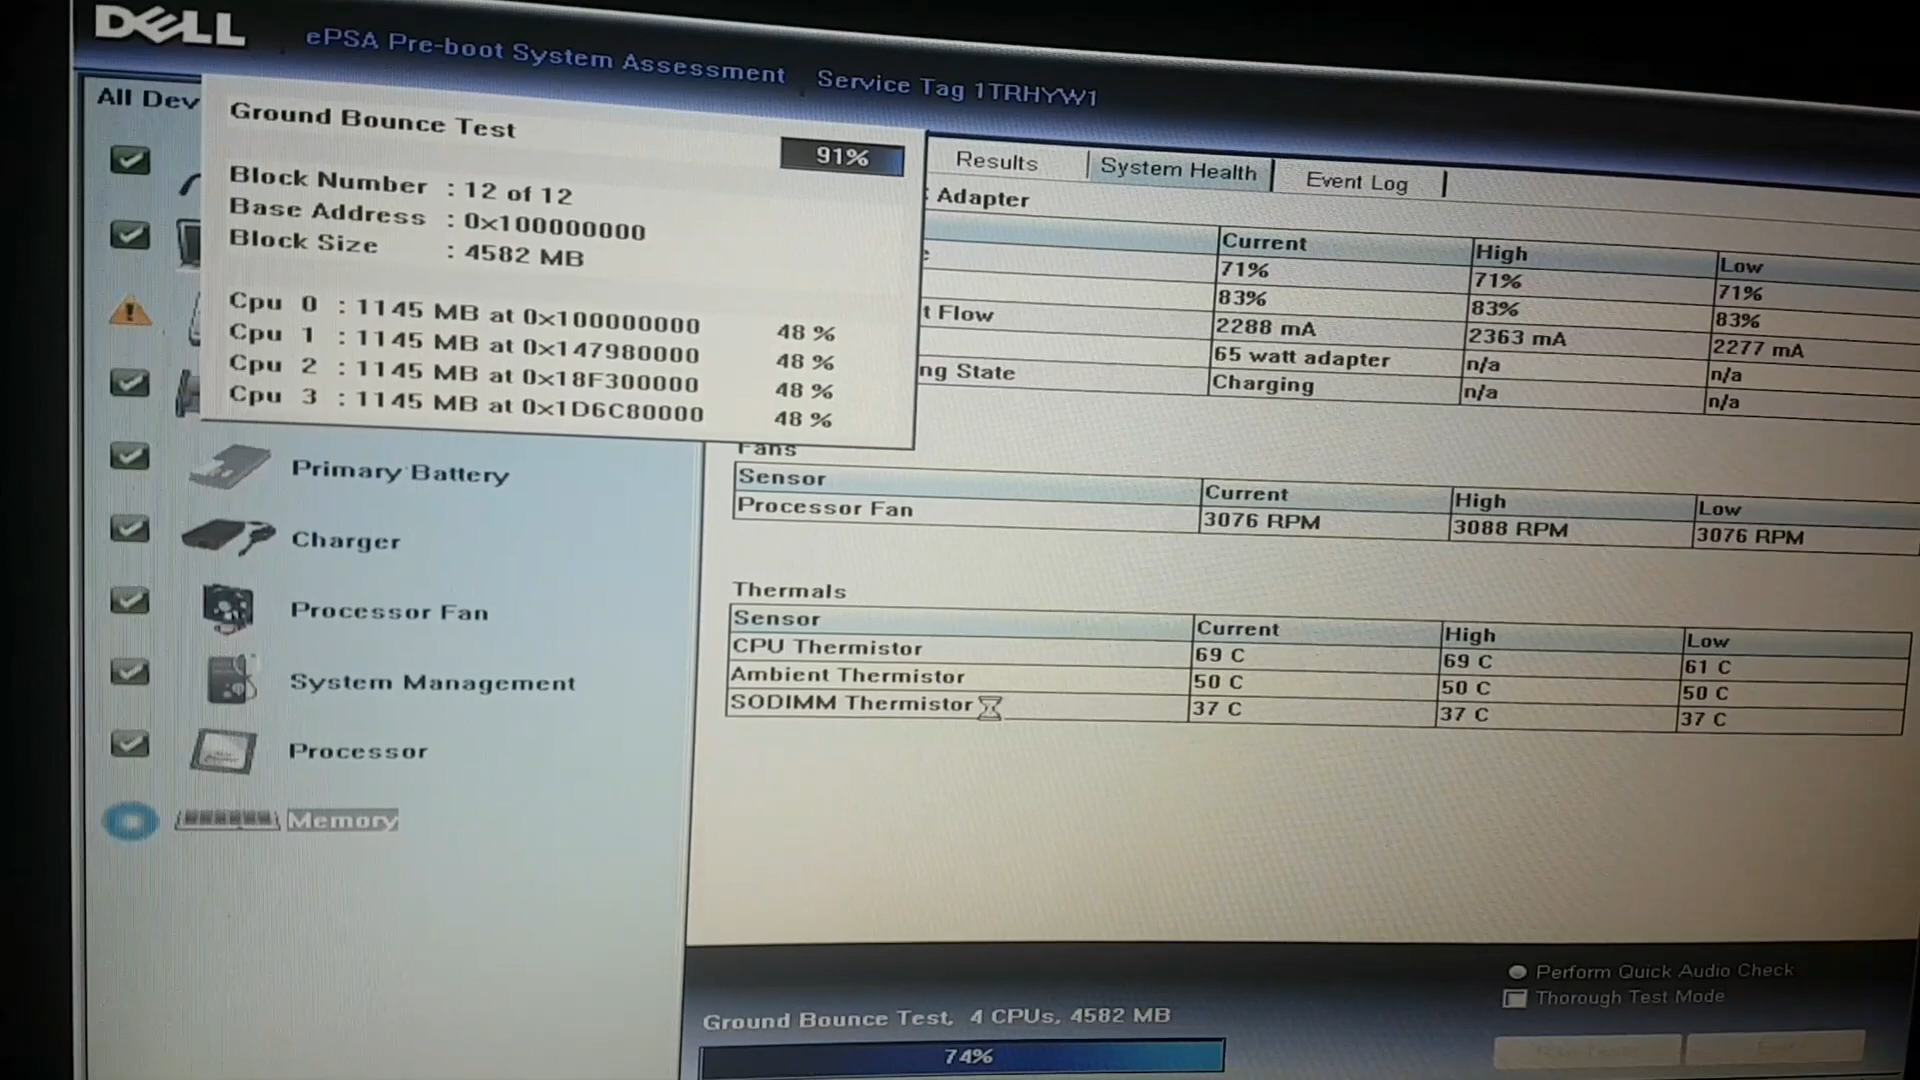 DELL
ePSA Pre-boot System Assessment Service Tag 1TRHYW1
All Dev
Ground Bounce Test
91%
Block Number : 12 of 12
Base Address : 0x100000000
Block Size : 4582 MB
Cpu 0 : 1145 MB at 0x100000000 48 %
Cpu 1 : 1145 MB at 0x147980000 48 %
Cpu 2 : 1145 MB at 0x18F300000 48 %
Cpu 3 : 1145 MB at 0x1D6C80000 48 %
Primary Battery
Charger
Processor Fan
System Management
Processor
Memory
Results System Health Event Log
Adapter
Current High Low
71% 71% 71%
83% 83% 83%
t Flow 2288 mA 2363 mA 2277 mA
65 watt adapter n/a n/a
ng State Charging n/a n/a
Fans
Sensor Current High Low
Processor Fan 3076 RPM 3088 RPM 3076 RPM
Thermals
Sensor Current High Low
CPU Thermistor 69 C 69 C 61 C
Ambient Thermistor 50 C 50 C 50 C
SODIMM Thermistor 37 C 37 C 37 C
Perform Quick Audio Check
Thorough Test Mode
Ground Bounce Test, 4 CPUs, 4582 MB
74%